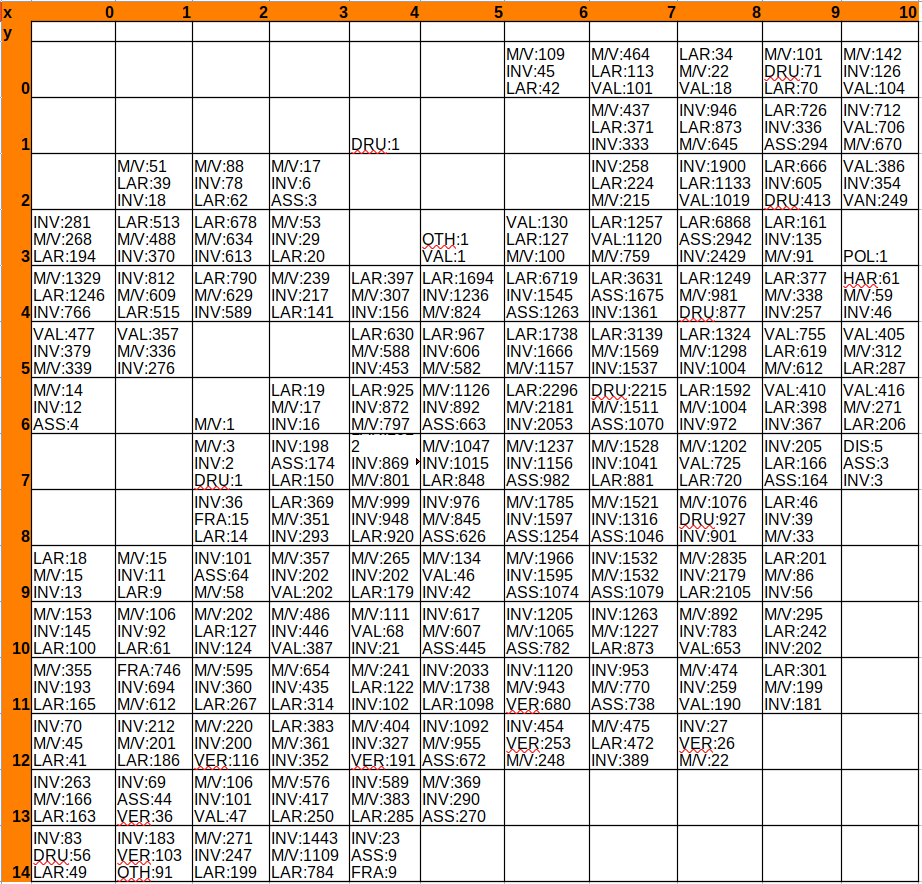 x 0 1 2 3 4 5 6 7 8 9 10
y
M/V:109 M/V:464 LAR:34 M/V:101 M/V:142
INV:45 LAR:113 M/V:22 DRU:71 INV:126
0 LAR:42 VAL:101 VAL:18 LAR:70 VAL:104
M/V:437 INV:946 LAR:726 INV:712
LAR:371 LAR:873 INV:336 VAL:706
1 DRU:1 INV:333 M/V:645 ASS:294 M/V:670
M/V:51 M/V:88 M/V:17 INV:258 INV:1900 LAR:666 VAL:386
LAR:39 INV:78 INV:6 LAR:224 LAR:1133 INV:605 INV:354
2 INV:18 LAR:62 ASS:3 M/V:215 VAL:1019 DRU:413 VAN:249
INV:281 LAR:513 LAR:678 M/V:53 VAL:130 LAR:1257 LAR:6868 LAR:161
M/V:268 M/V:488 M/V:634 INV:29 OTH:1 LAR:127 VAL:1120 ASS:2942 INV:135
3 LAR:194 INV:370 INV:613 LAR:20 VAL:1 M/V:100 M/V:759 INV:2429 M/V:91 POL:1
M/V:1329 INV:812 LAR:790 M/V:239 LAR:397 LAR:1694 LAR:6719 LAR:3631 LAR:1249 LAR:377 HAR:61
LAR:1246 M/V:609 M/V:629 INV:217 M/V:307 INV:1236 INV:1545 ASS:1675 M/V:981 M/V:338 M/V:59
4 INV:766 LAR:515 INV:589 LAR:141 INV:156 M/V:824 ASS:1263 INV:1361 DRU:877 INV:257 INV:46
VAL:477 VAL:357 LAR:630 LAR:967 LAR:1738 LAR:3139 LAR:1324 VAL:755 VAL:405
INV:379 M/V:336 M/V:588 INV:606 INV:1666 M/V:1569 M/V:1298 LAR:619 M/V:312
5 M/V:339 INV:276 INV:453 M/V:582 M/V:1157 INV:1537 INV:1004 M/V:612 LAR:287
M/V:14 LAR:19 LAR:925 M/V:1126 LAR:2296 DRU:2215 LAR:1592 VAL:410 VAL:416
INV:12 M/V:17 INV:872 INV:892 M/V:2181 M/V:1511 M/V:1004 LAR:398 M/V:271
6 ASS:4 M/V:1 INV:16 M/V:797 ASS:663 INV:2053 ASS:1070 INV:972 INV:367 LAR:206
M/V:3 INV:198 2 M/V:1047 M/V:1237 M/V:1528 M/V:1202 INV:205 DIS:5
INV:2 ASS:174 INV:869 INV:1015 INV:1156 INV:1041 VAL:725 LAR:166 ASS:3
7 DRU:1 LAR:150 M/V:801 LAR:848 ASS:982 LAR:881 LAR:720 ASS:164 INV:3
INV:36 LAR:369 M/V:999 INV:976 M/V:1785 M/V:1521 M/V:1076 LAR:46
FRA:15 M/V:351 INV:948 M/V:845 INV:1597 INV:1316 DRU:927 INV:39
8 LAR:14 INV:293 LAR:920 ASS:626 ASS:1254 ASS:1046 INV:901 M/V:33
LAR:18 M/V:15 INV:101 M/V:357 M/V:265 M/V:134 M/V:1966 INV:1532 M/V:2835 LAR:201
M/V:15 INV:11 ASS:64 INV:202 INV:202 VAL:46 INV:1595 M/V:1532 INV:2179 M/V:86
9 INV:13 LAR:9 M/V:58 VAL:202 LAR:179 INV:42 ASS:1074 ASS:1079 LAR:2105 INV:56
M/V:153 M/V:106 M/V:202 M/V:486 M/V:111 INV:617 INV:1205 INV:1263 M/V:892 M/V:295
INV:145 INV:92 LAR:127 INV:446 VAL:68 M/V:607 M/V:1065 M/V:1227 INV:783 LAR:242
10 LAR:100 LAR:61 INV:124 VAL:387 INV:21 ASS:445 ASS:782 LAR:873 VAL:653 INV:202
M/V:355 FRA:746 M/V:595 M/V:654 M/V:241 INV:2033 INV:1120 INV:953 M/V:474 LAR:301
INV:193 INV:694 INV:360 INV:435 LAR:122 M/V:1738 M/V:943 M/V:770 INV:259 M/V:199
11 LAR:165 M/V:612 LAR:267 LAR:314 INV:102 LAR:1098 VER:680 ASS:738 VAL:190 INV:181
INV:70 INV:212 M/V:220 LAR:383 M/V:404 INV:1092 INV:454 M/V:475 INV:27
M/V:45 M/V:201 INV:200 M/V:361 INV:327 M/V:955 VER:253 LAR:472 VER:26
12 LAR:41 LAR:186 VER:116 INV:352 VER:191 ASS:672 M/V:248 INV:389 M/V:22
INV:263 INV:69 M/V:106 M/V:576 INV:589 M/V:369
M/V:166 ASS:44 INV:101 INV:417 M/V:383 INV:290
13 LAR:163 VER:36 VAL:47 LAR:250 LAR:285 ASS:270
INV:83 INV:183 M/V:271 INV:1443 INV:23
DRU:56 VER:103 INV:247 M/V:1109 ASS:9
14 LAR:49 OTH:91 LAR:199 LAR:784 FRA:9